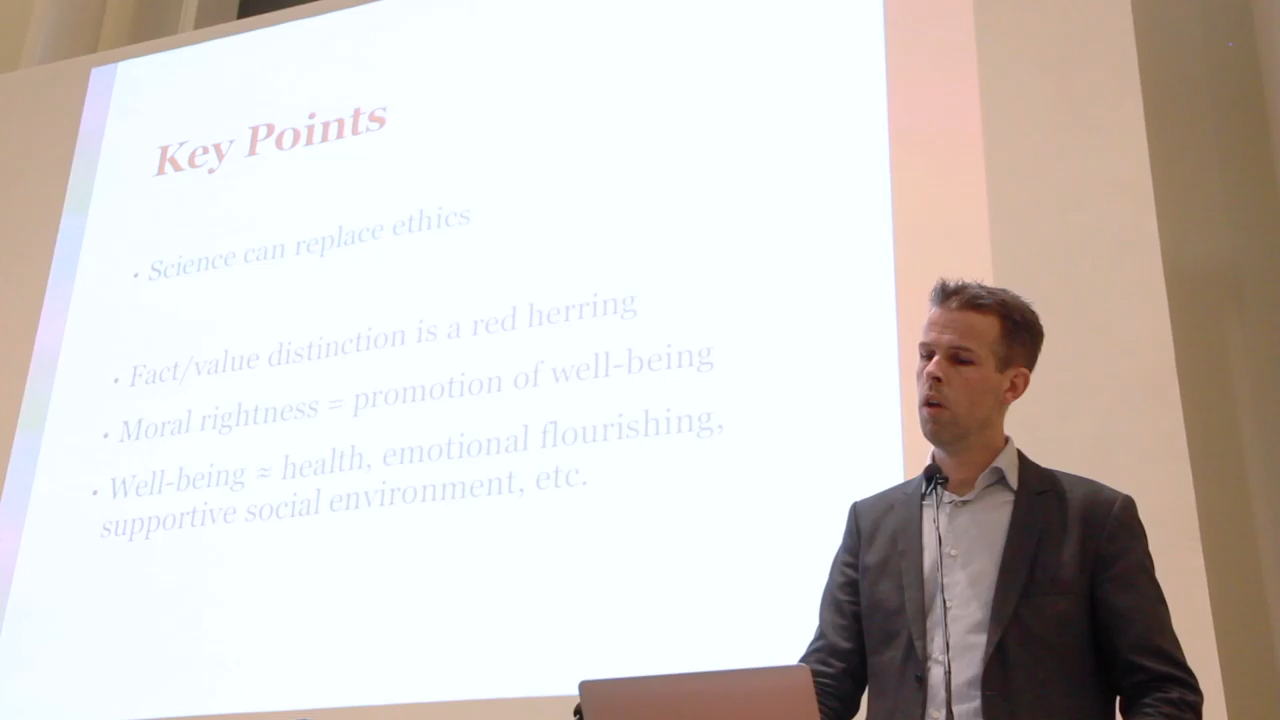 Key Points
• Science can replace ethics
• Fact/value distinction is a red herring
• Moral rightness = promotion of well-being
• Well-being ≈ health, emotional flourishing,
supportive social environment, etc.